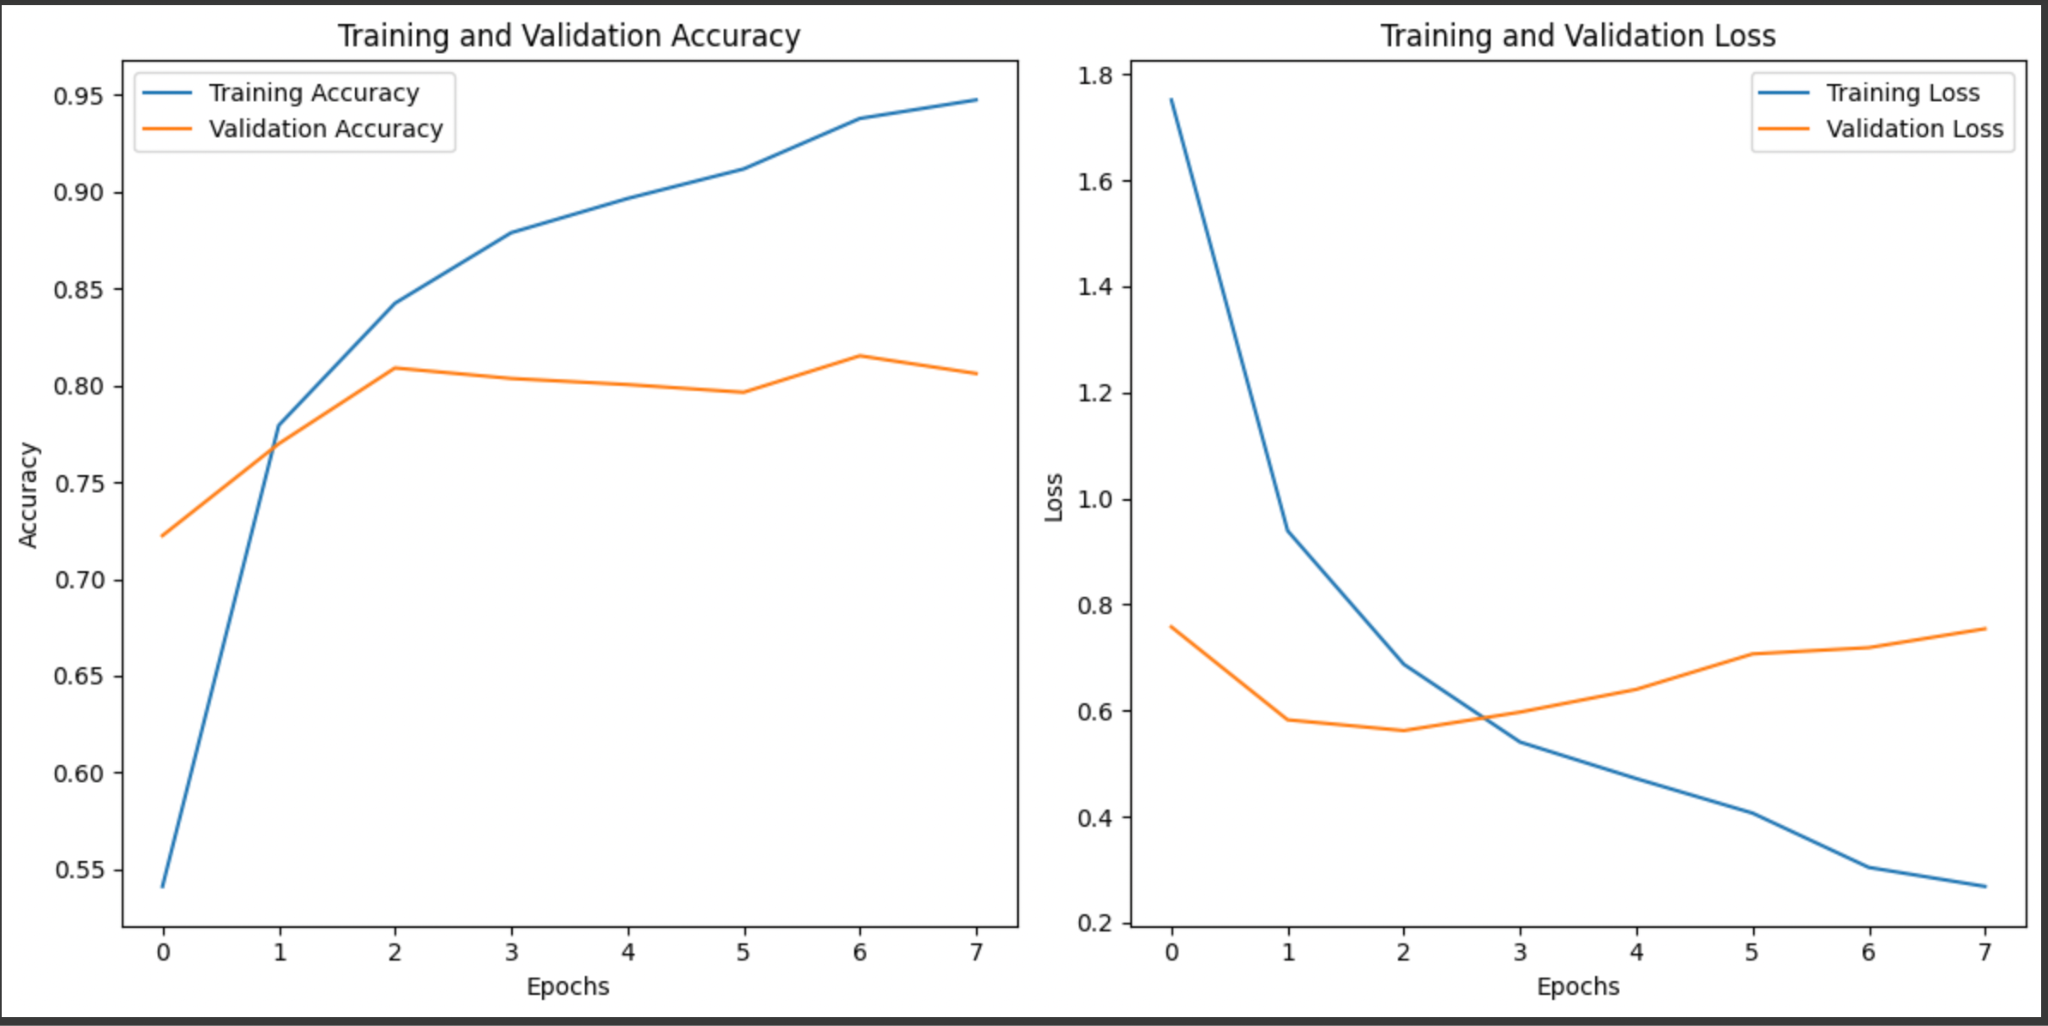 Training and Validation Accuracy
Training Accuracy
Validation Accuracy
0.95
0.90
0.85
0.80
0.75
0.70
0.65
0.60
0.55
Accuracy
0 1 2 3 4 5 6 7
Epochs
Training and Validation Loss
Training Loss
Validation Loss
1.8
1.6
1.4
1.2
1.0
0.8
0.6
0.4
0.2
Loss
0 1 2 3 4 5 6 7
Epochs